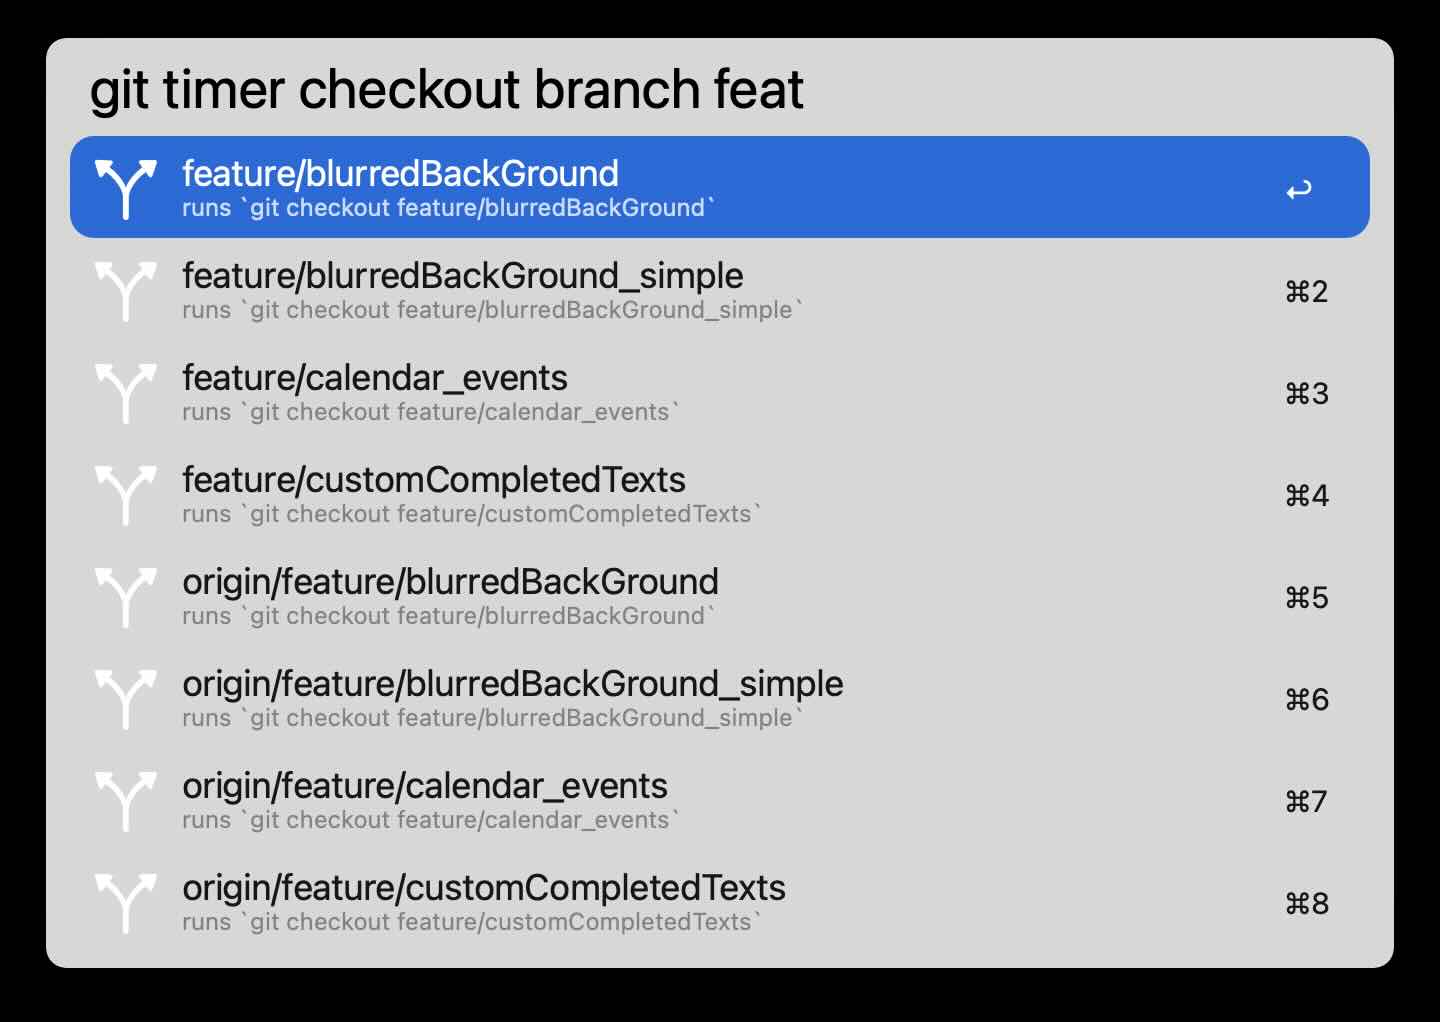 git timer checkout branch feat
feature/blurredBackGround
runs `git checkout feature/blurredBackGround`
↩
feature/blurredBackGround_simple
runs `git checkout feature/blurredBackGround_simple`
⌘2
feature/calendar_events
runs `git checkout feature/calendar_events`
⌘3
feature/customCompletedTexts
runs `git checkout feature/customCompletedTexts`
⌘4
origin/feature/blurredBackGround
runs `git checkout feature/blurredBackGround`
⌘5
origin/feature/blurredBackGround_simple
runs `git checkout feature/blurredBackGround_simple`
⌘6
origin/feature/calendar_events
runs `git checkout feature/calendar_events`
⌘7
origin/feature/customCompletedTexts
runs `git checkout feature/customCompletedTexts`
⌘8